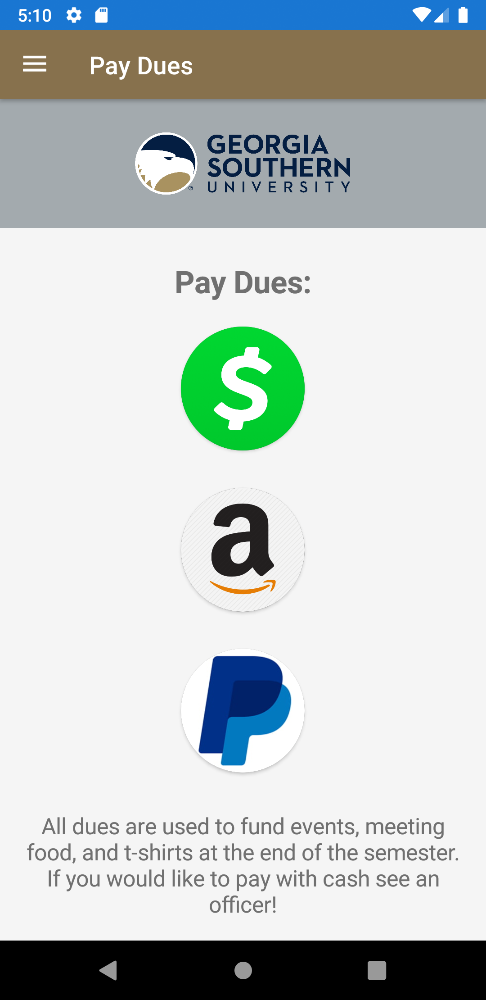 5:10
Pay Dues
GEORGIA
SOUTHERN
UNIVERSITY
®
Pay Dues:
$
a
P
All dues are used to fund events, meeting
food, and t-shirts at the end of the semester.
If you would like to pay with cash see an
officer!